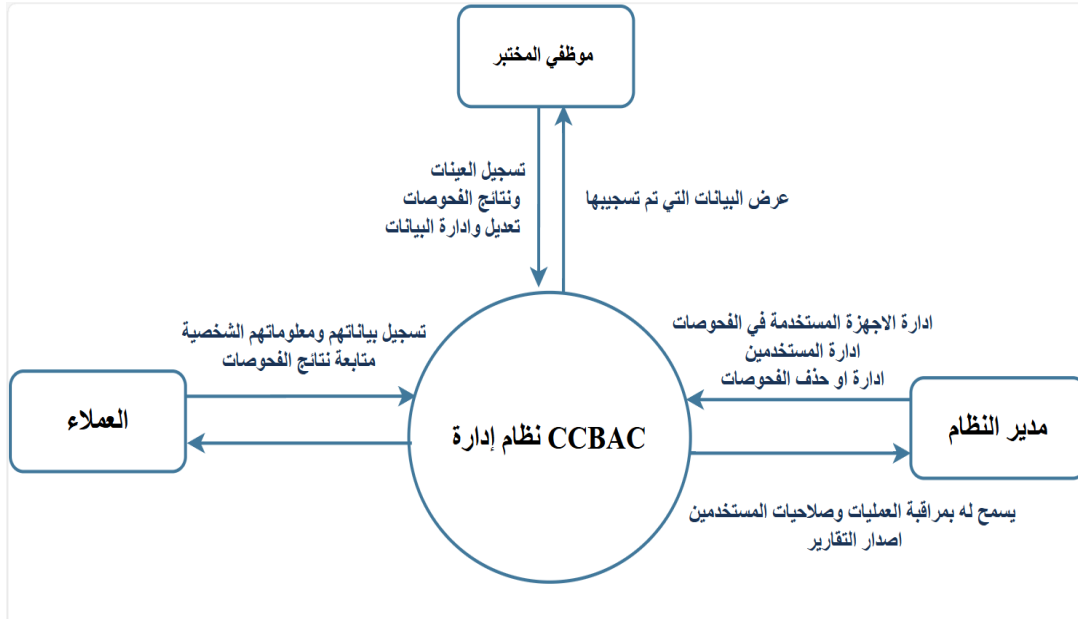 موظفي المختبر
تسجيل العينات
ونتائج الفحوصات
تعديل وادارة البيانات
عرض البيانات التي تم تسجيبها
تسجيل بياناتهم ومعلوماتهم الشخصية
متابعة نتائج الفحوصات
ادارة الاجهزة المستخدمة في الفحوصات
ادارة المستخدمين
ادارة او حذف الفحوصات
العملاء
نظام إدارة CCBAC
مدير النظام
يسمح له بمراقبة العمليات وصلاحيات المستخدمين
اصدار التقارير